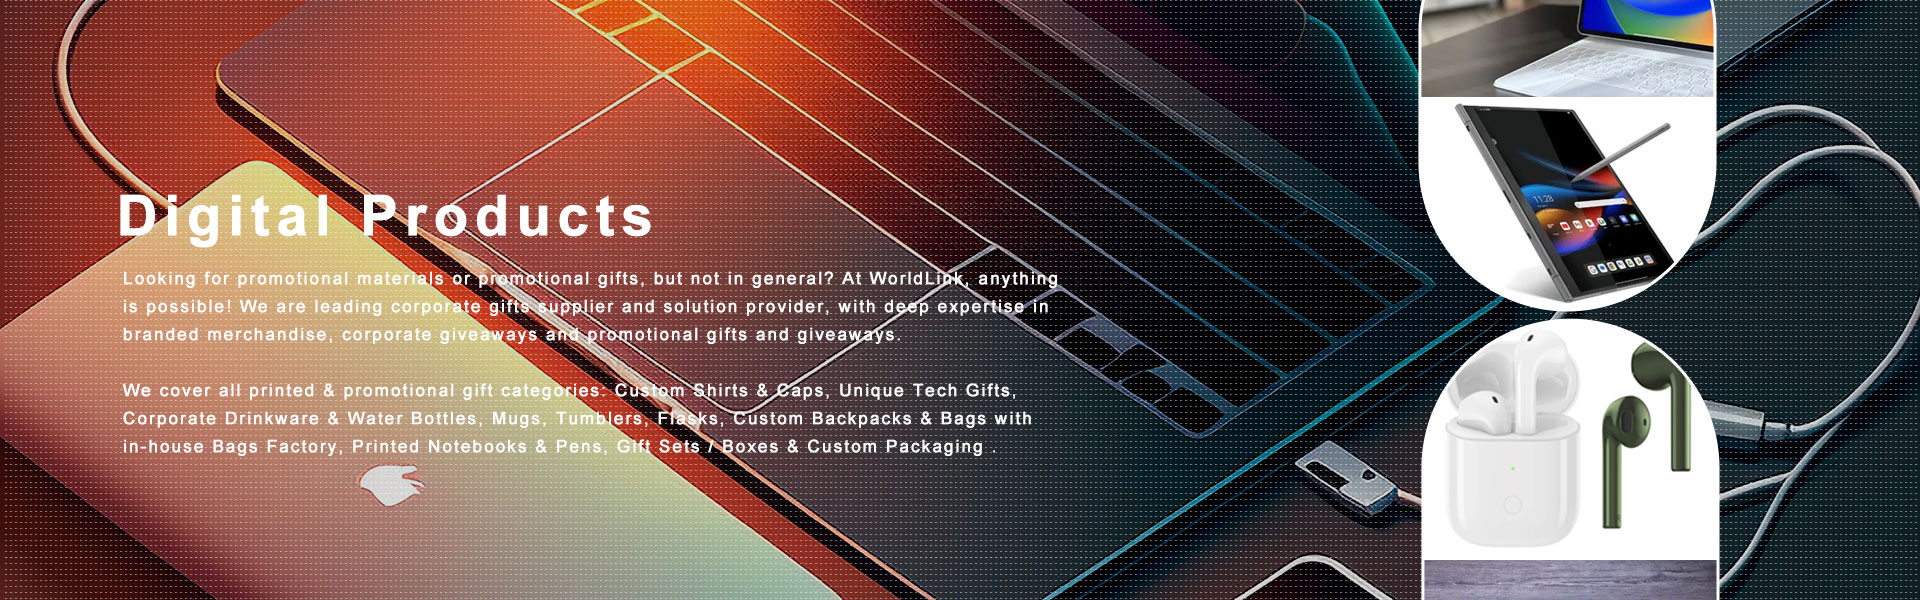 Digital Products
Looking for promotional materials or promotional gifts, but not in general? At WorldLink, anything
is possible! We are leading corporate gifts supplier and solution provider, with deep expertise in
branded merchandise, corporate giveaways and promotional gifts and giveaways.
We cover all printed & promotional gift categories: Custom Shirts & Caps, Unique Tech Gifts,
Corporate Drinkware & Water Bottles, Mugs, Tumblers, Flasks, Custom Backpacks & Bags with
in-house Bags Factory, Printed Notebooks & Pens, Gift Sets / Boxes & Custom Packaging .
11:28